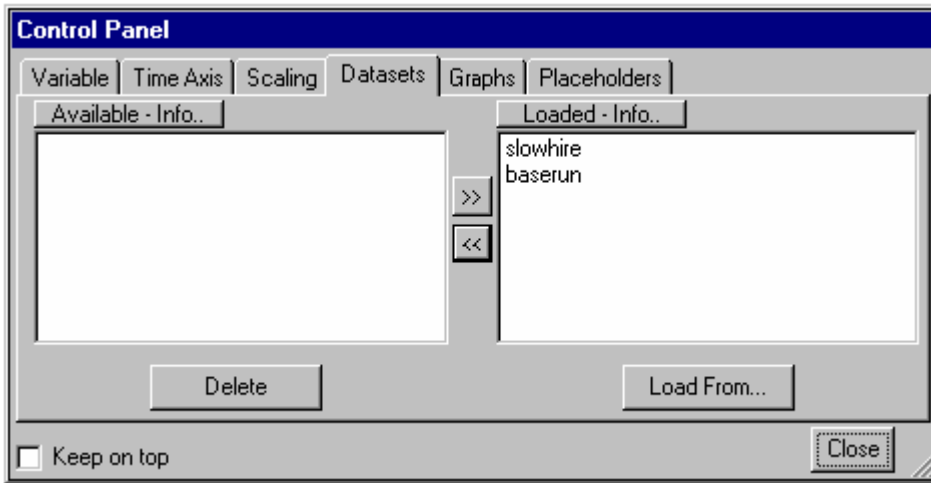 Control Panel
Variable Time Axis Scaling Datasets Graphs Placeholders
Available - Info.. Loaded - Info..
slowhire
baserun
>>
<<
Delete Load From...
Keep on top Close